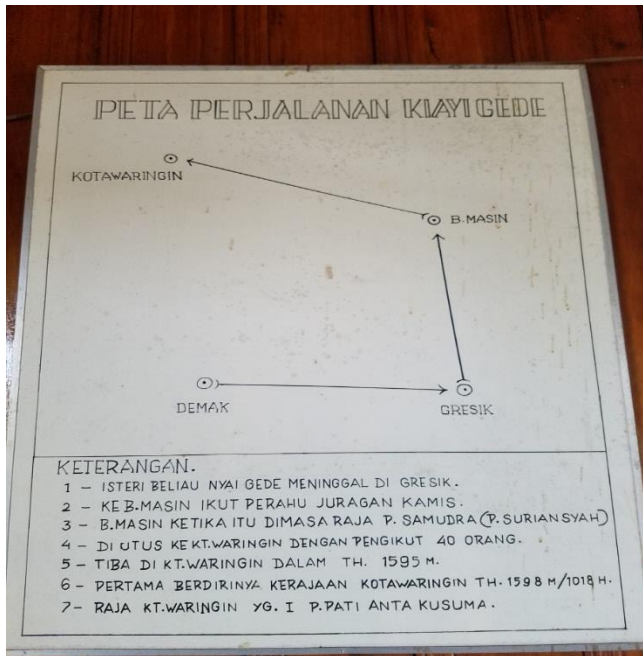 PETA PERJALANAN KIAYI GEDE
KOTAWARINGIN
B.MASIN
DEMAK
GRESIK
KETERANGAN.
1 – ISTERI BELIAU NYAI GEDE MENINGGAL DI GRESIK.
2 – KE B.MASIN IKUT PERAHU JURAGAN KAMIS.
3 – B.MASIN KETIKA ITU DIMASA RAJA P. SAMUDRA (P. SURIANSYAH)
4 – DI UTUS KE KT.WARINGIN DENGAN PENGIKUT 40 ORANG.
5 – TIBA DI KT.WARINGIN DALAM TH. 1595 M.
6 – PERTAMA BERDIRINYA KERAJAAN KOTAWARINGIN TH. 1598 M/1018 H.
7 – RAJA KT.WARINGIN YG. I P.PATI ANTA KUSUMA.